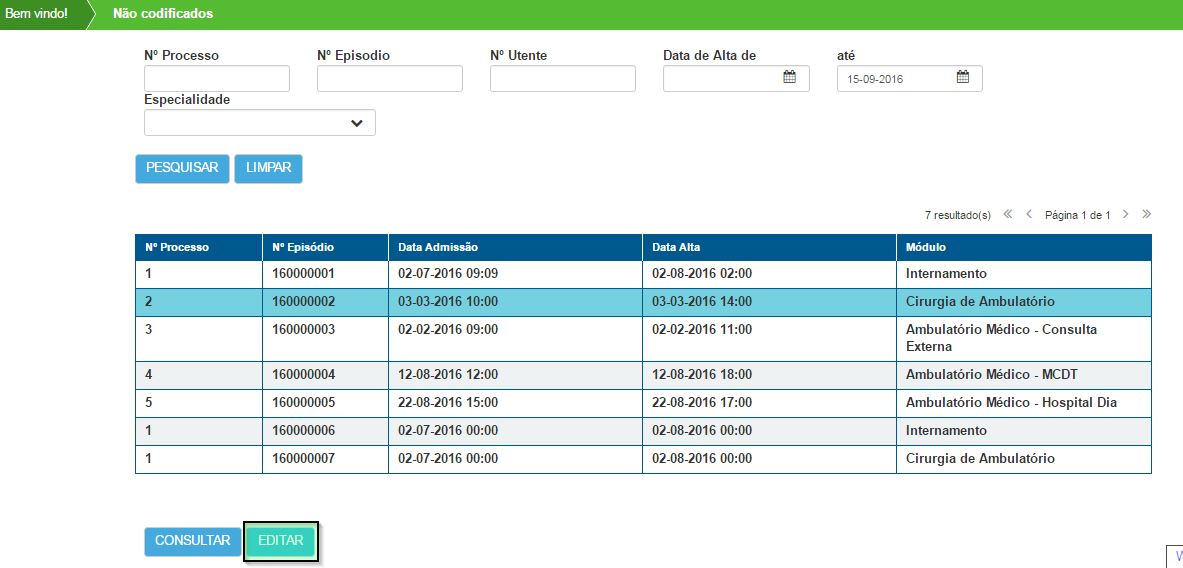 Bem vindo! Não codificados
Nº Processo Nº Episodio Nº Utente Data de Alta de até
15-09-2016
Especialidade
PESQUISAR LIMPAR
7 resultado(s) Página 1 de 1
Nº Processo Nº Episódio Data Admissão Data Alta Módulo
1 160000001 02-07-2016 09:09 02-08-2016 02:00 Internamento
2 160000002 03-03-2016 10:00 03-03-2016 14:00 Cirurgia de Ambulatório
3 160000003 02-02-2016 09:00 02-02-2016 11:00 Ambulatório Médico - Consulta
Externa
4 160000004 12-08-2016 12:00 12-08-2016 18:00 Ambulatório Médico - MCDT
5 160000005 22-08-2016 15:00 22-08-2016 17:00 Ambulatório Médico - Hospital Dia
1 160000006 02-07-2016 00:00 02-08-2016 00:00 Internamento
1 160000007 02-07-2016 00:00 02-08-2016 00:00 Cirurgia de Ambulatório
CONSULTAR EDITAR